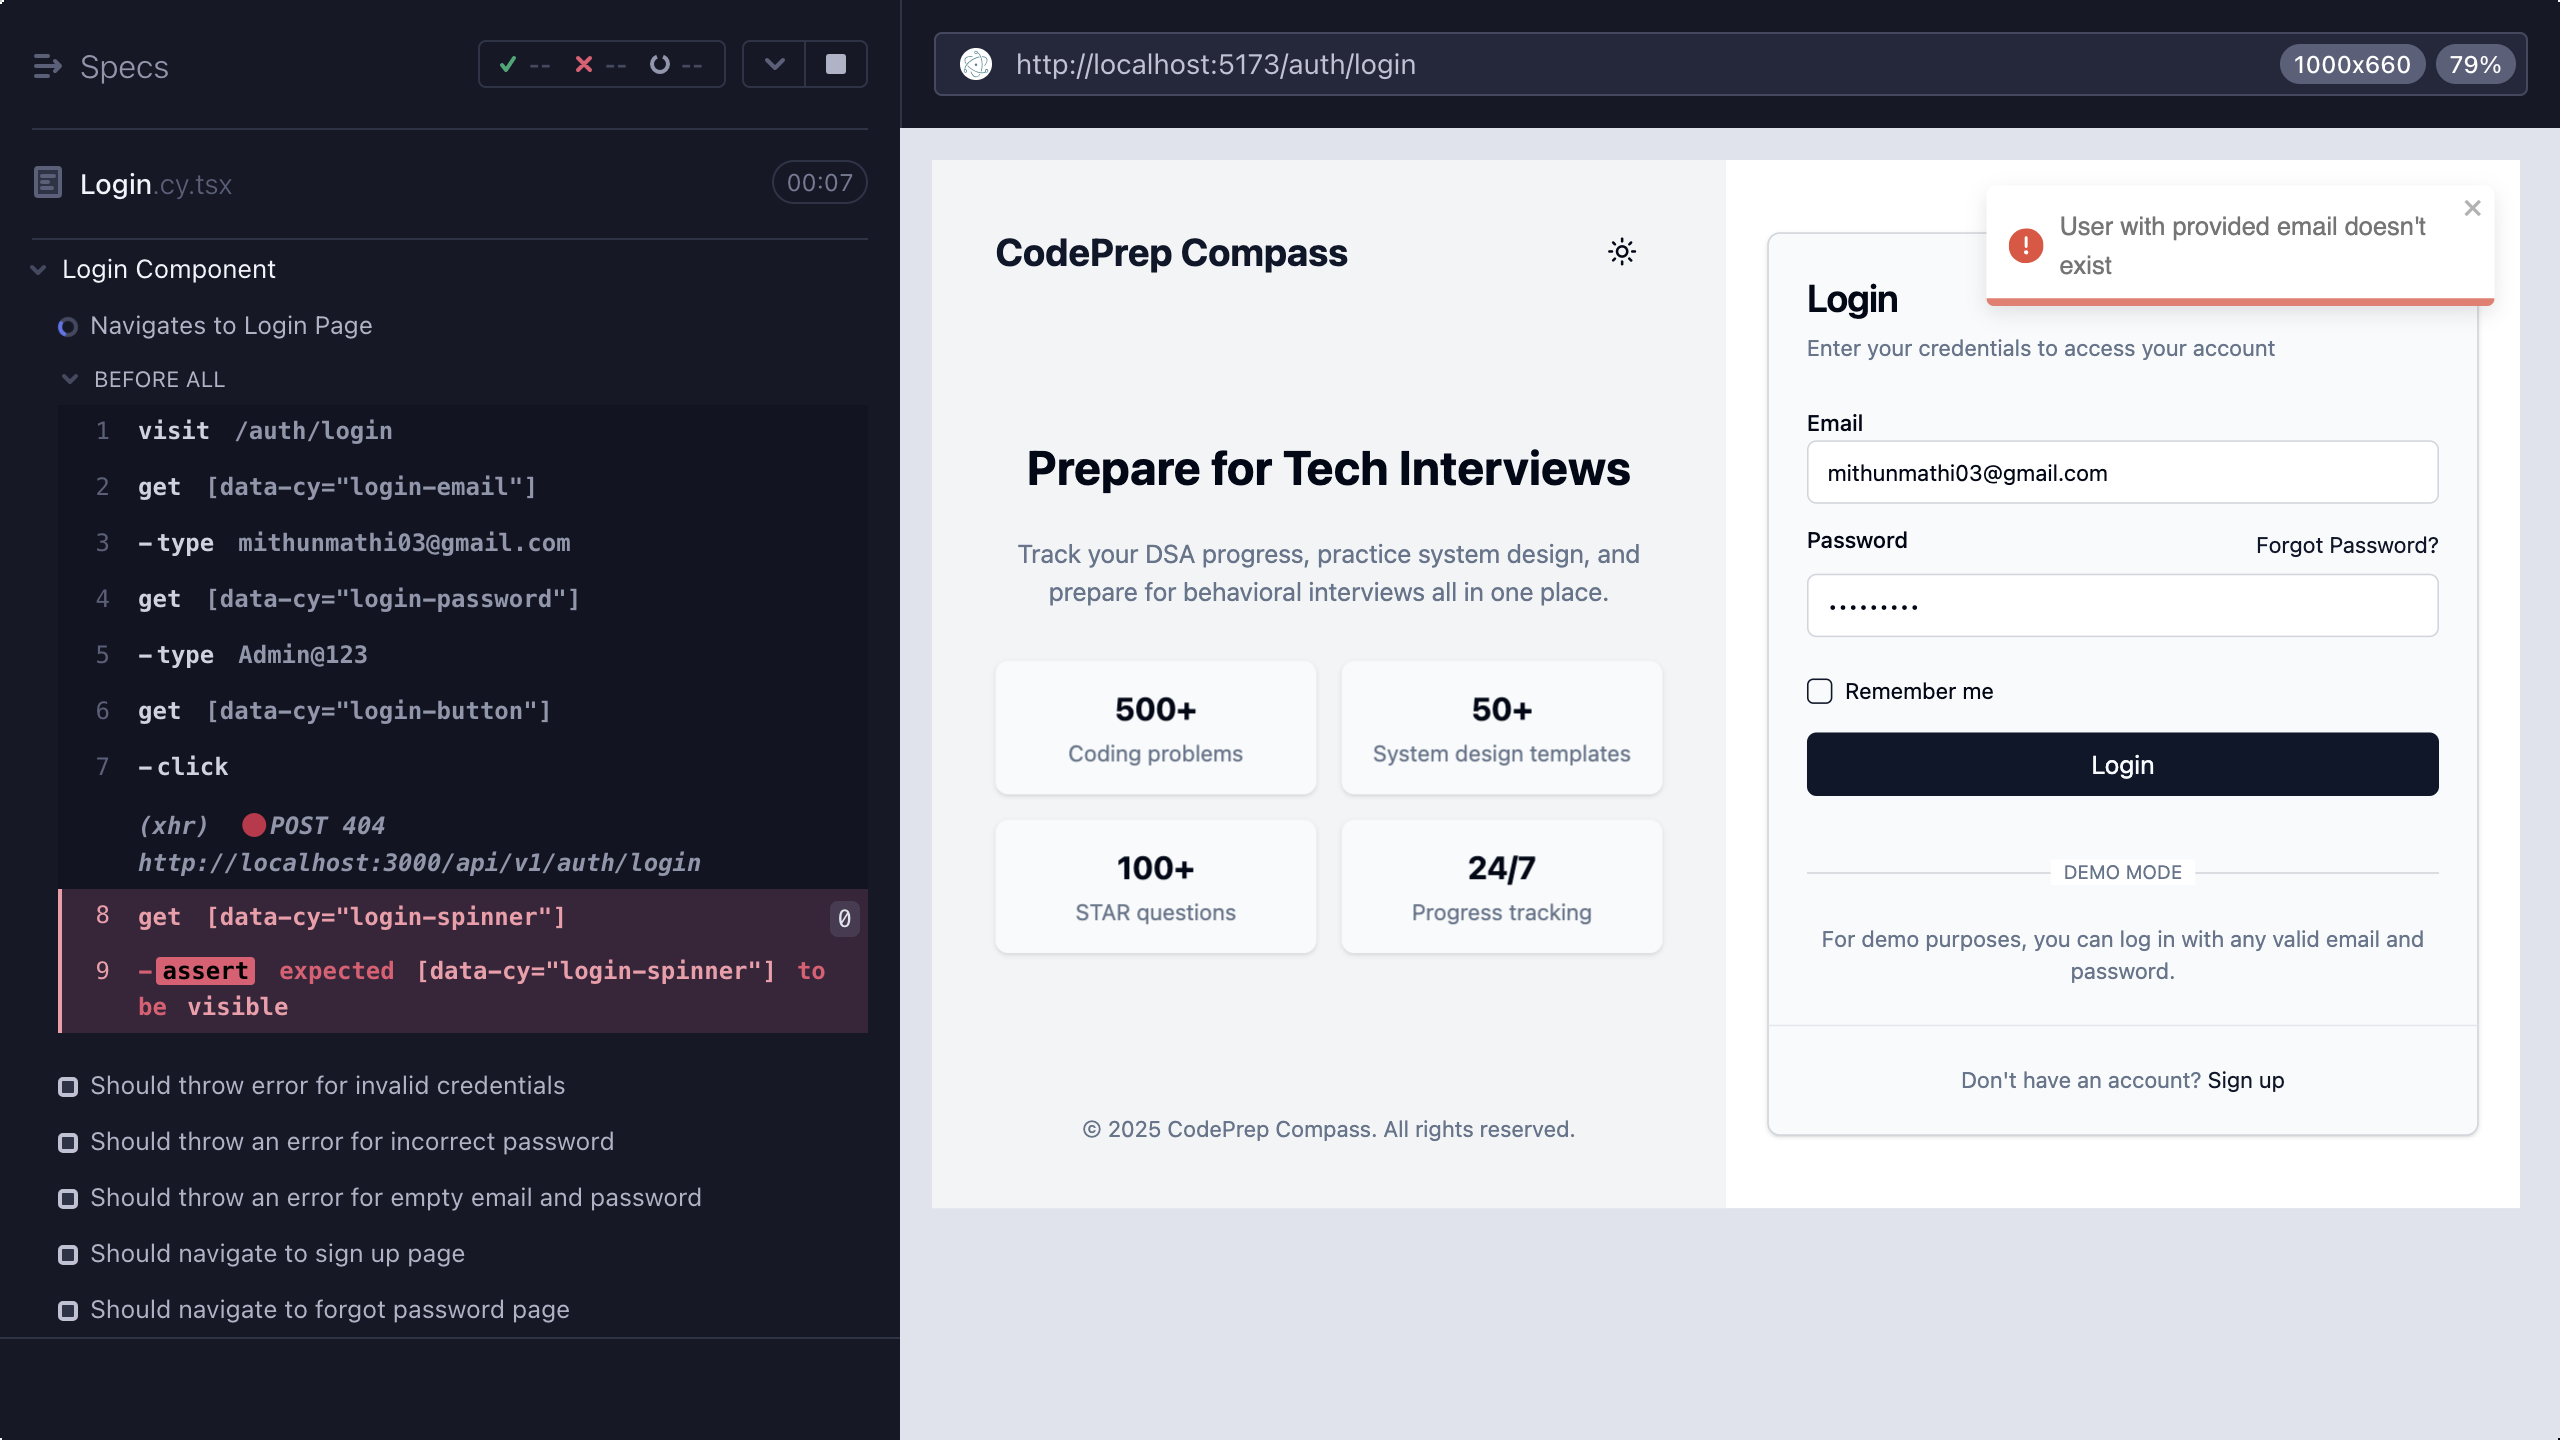 Specs
-- -- --
Login.cy.tsx
00:07
Login Component
Navigates to Login Page
BEFORE ALL
1 visit /auth/login
2 get [data-cy="login-email"]
3 -type mithunmathi03@gmail.com
4 get [data-cy="login-password"]
5 -type Admin@123
6 get [data-cy="login-button"]
7 -click
(xhr) POST 404
http://localhost:3000/api/v1/auth/login
8 get [data-cy="login-spinner"] 0
9 -assert expected [data-cy="login-spinner"] to
be visible
Should throw error for invalid credentials
Should throw an error for incorrect password
Should throw an error for empty email and password
Should navigate to sign up page
Should navigate to forgot password page
http://localhost:5173/auth/login
1000x660
79%
CodePrep Compass
Prepare for Tech Interviews
Track your DSA progress, practice system design, and
prepare for behavioral interviews all in one place.
500+
Coding problems
50+
System design templates
100+
STAR questions
24/7
Progress tracking
© 2025 CodePrep Compass. All rights reserved.
User with provided email doesn't
exist
Login
Enter your credentials to access your account
Email
mithunmathi03@gmail.com
Password
Forgot Password?
•••••••••
Remember me
Login
DEMO MODE
For demo purposes, you can log in with any valid email and
password.
Don't have an account? Sign up